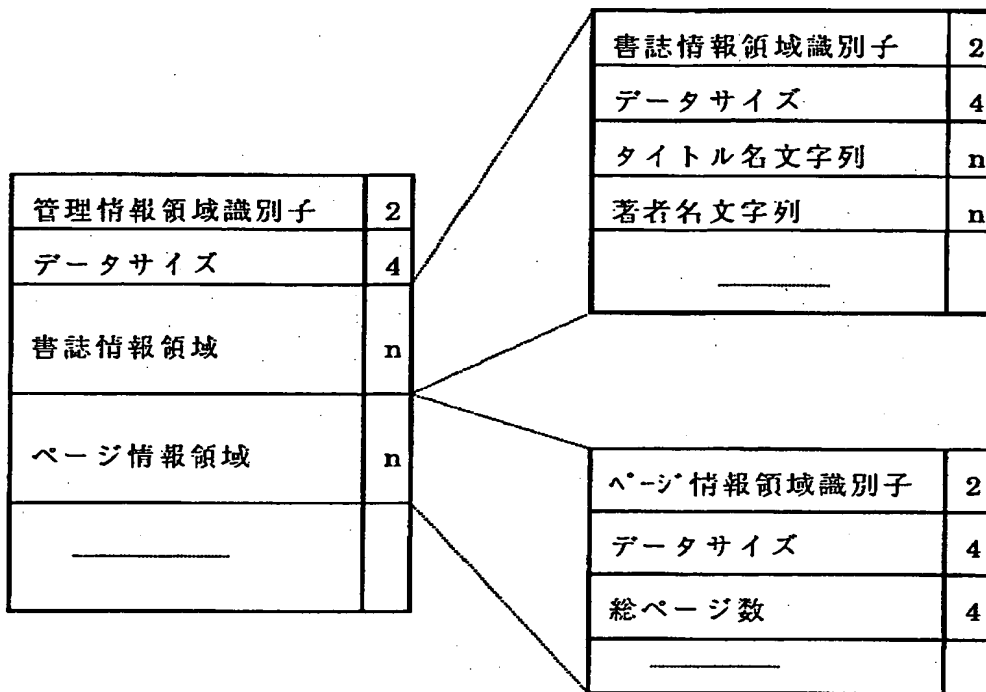 管理情報領域識別子 2
データサイズ 4
書誌情報領域 n
ページ情報領域 n
書誌情報領域識別子 2
データサイズ 4
タイトル名文字列 n
著者名文字列 n
ページ情報領域識別子 2
データサイズ 4
総ページ数 4